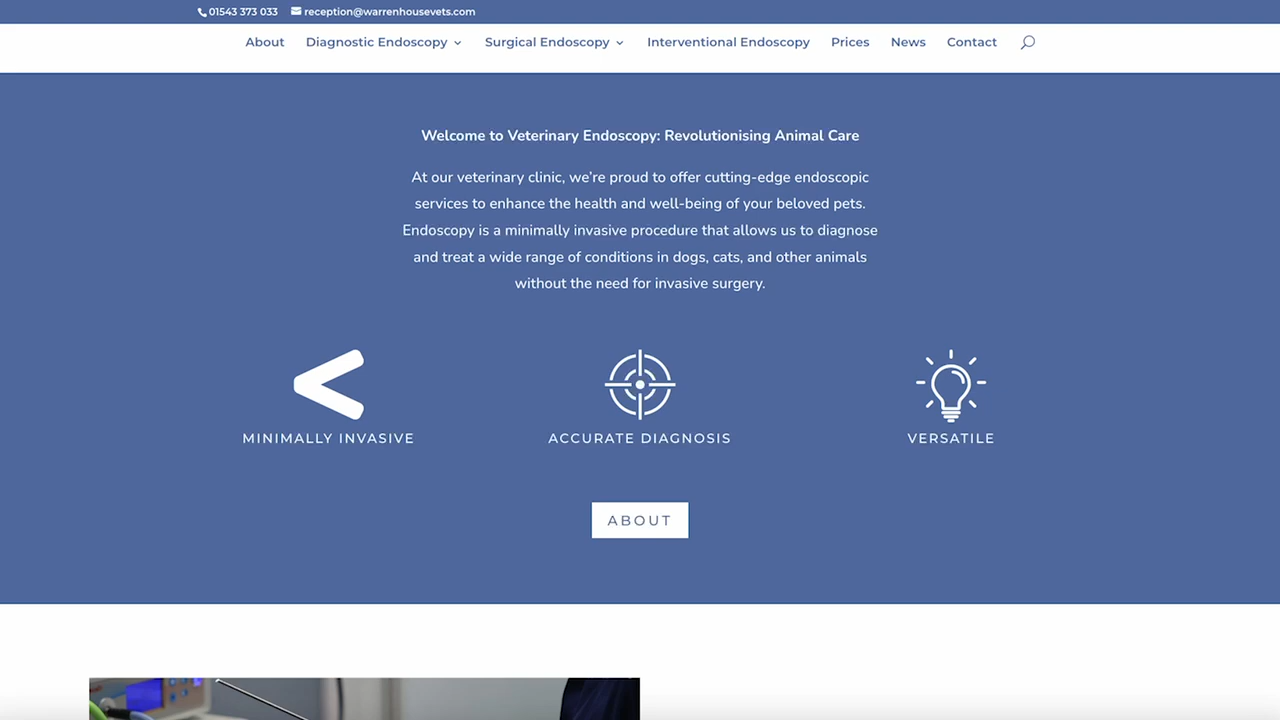 01543 373 033 reception@warrenhousevets.com
About Diagnostic Endoscopy Surgical Endoscopy Interventional Endoscopy Prices News Contact
Welcome to Veterinary Endoscopy: Revolutionising Animal Care
At our veterinary clinic, we're proud to offer cutting-edge endoscopic
services to enhance the health and well-being of your beloved pets.
Endoscopy is a minimally invasive procedure that allows us to diagnose
and treat a wide range of conditions in dogs, cats, and other animals
without the need for invasive surgery.
MINIMALLY INVASIVE ACCURATE DIAGNOSIS VERSATILE
ABOUT